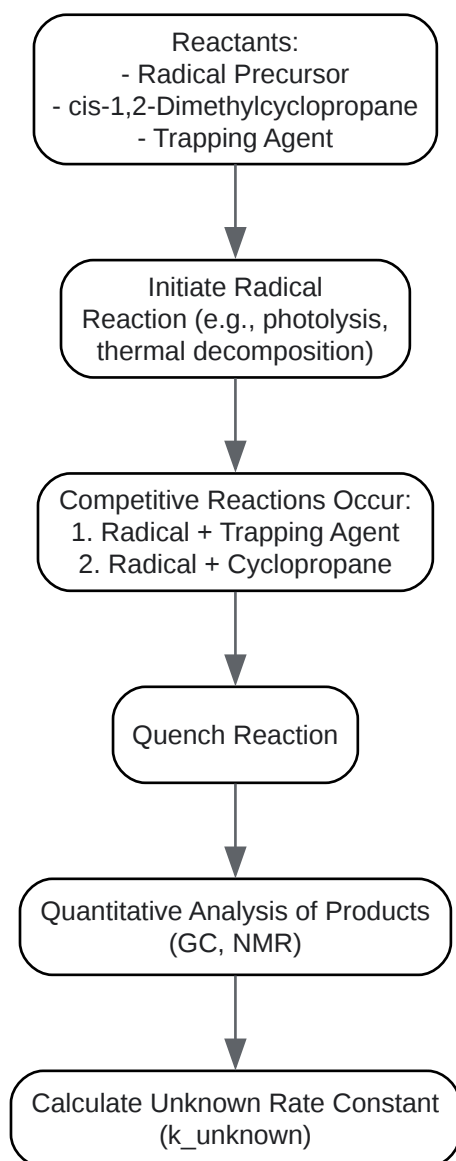 Reactants:
- Radical Precursor
- cis-1,2-Dimethylcyclopropane
- Trapping Agent
Initiate Radical
Reaction (e.g., photolysis,
thermal decomposition)
Competitive Reactions Occur:
1. Radical + Trapping Agent
2. Radical + Cyclopropane
Quench Reaction
Quantitative Analysis of Products
(GC, NMR)
Calculate Unknown Rate Constant
(k_unknown)